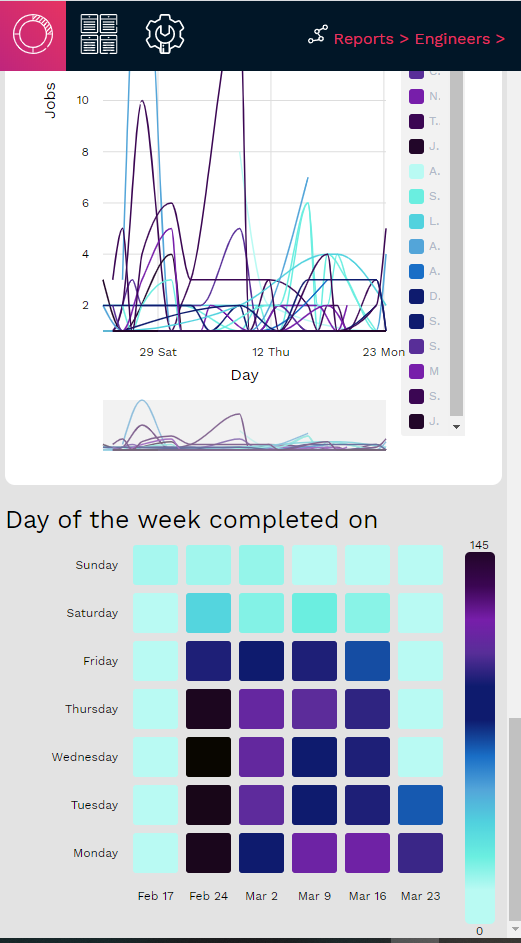 Reports > Engineers >
Jobs
10
8
6
4
2
29 Sat
12 Thu
23 Mon
Day
N.
T.
J.
A.
S.
L.
A.
A.
D.
S.
S.
M
S.
J.
Day of the week completed on
145
Sunday
Saturday
Friday
Thursday
Wednesday
Tuesday
Monday
Feb 17
Feb 24
Mar 2
Mar 9
Mar 16
Mar 23
0